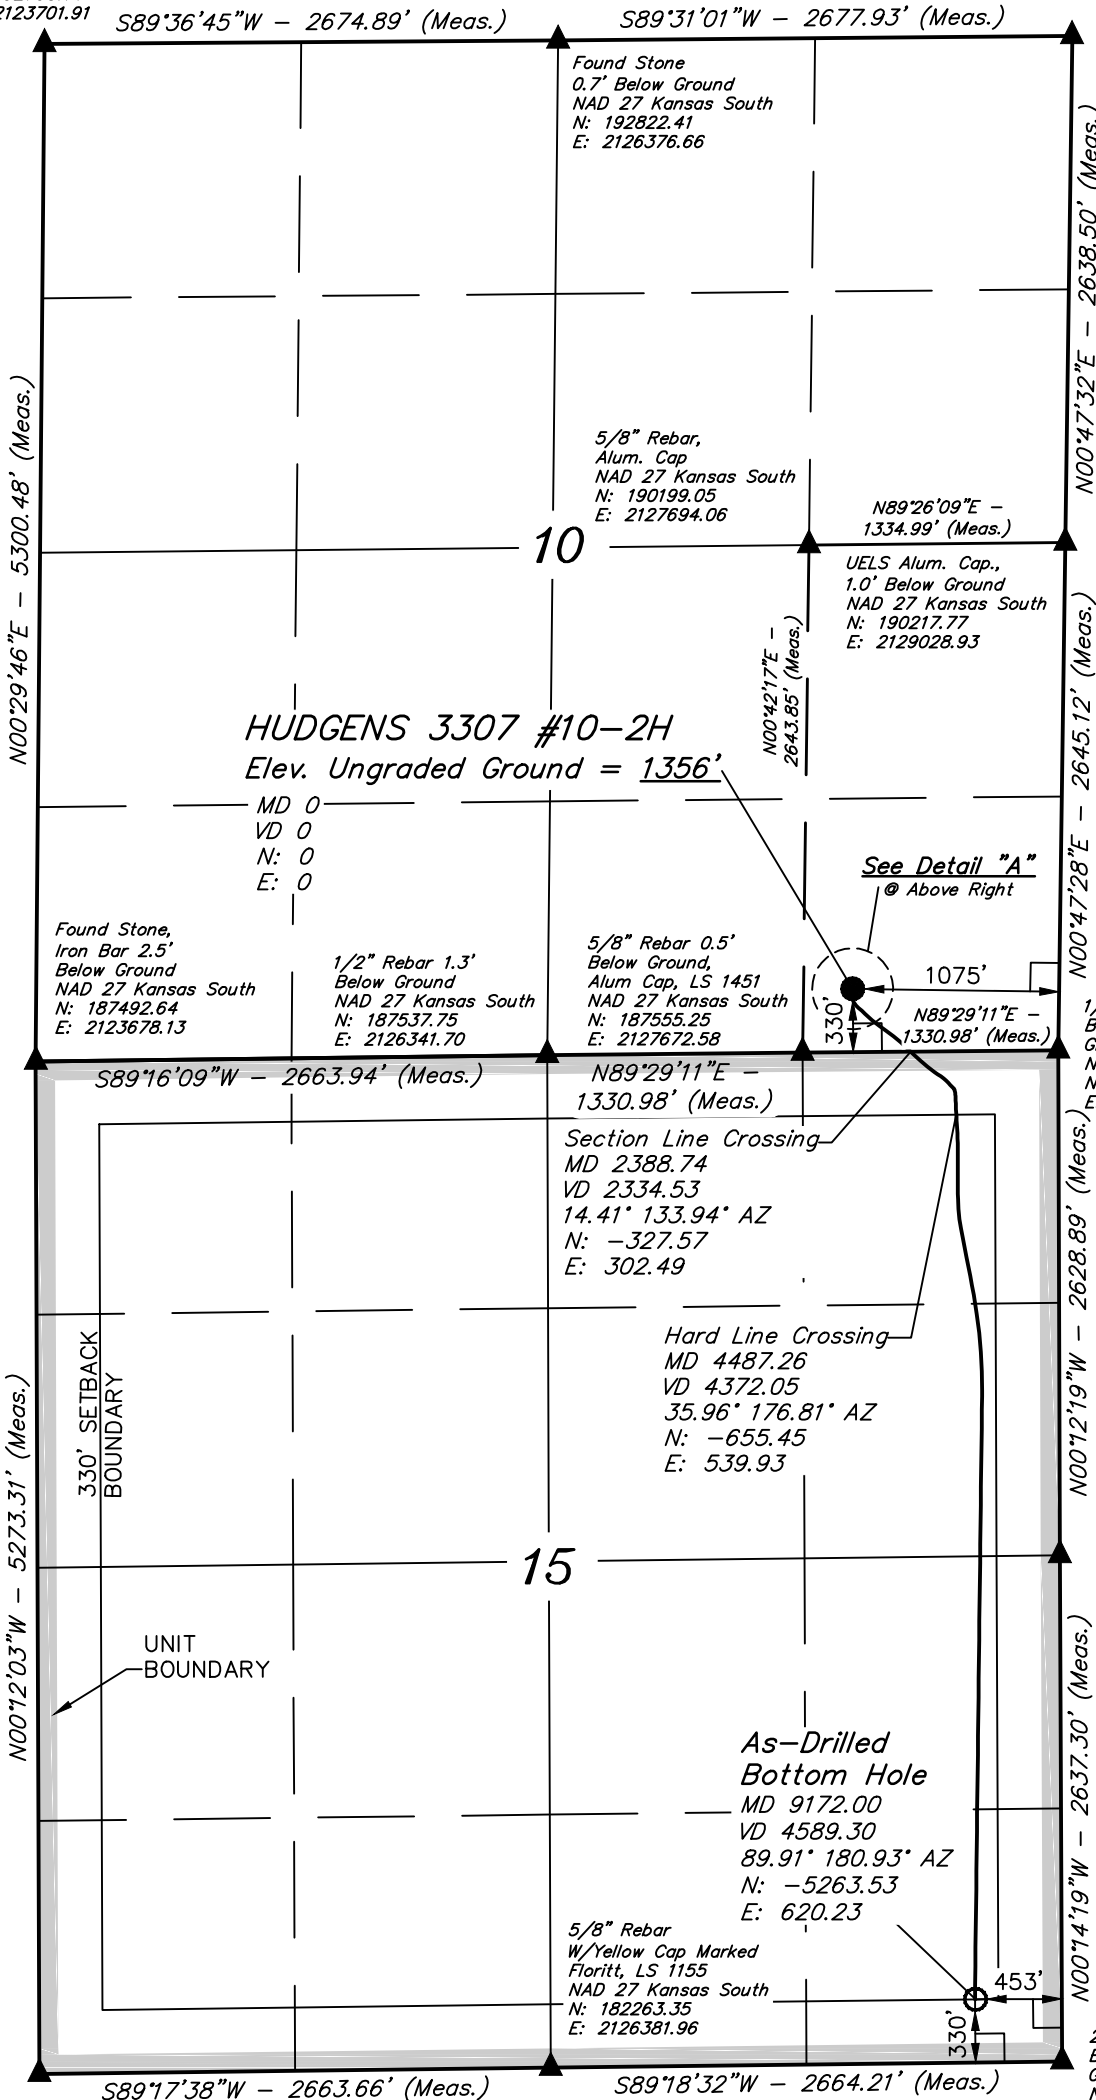 2123701.91
S89°36'45"W - 2674.89' (Meas.)
S89°31'01"W - 2677.93' (Meas.)
Found Stone
0.7' Below Ground
NAD 27 Kansas South
N: 192822.41
E: 2126376.66
N00°47'32"E - 2638.50' (Meas.)
N00°29'46"E - 5300.48' (Meas.)
5/8" Rebar,
Alum. Cap
NAD 27 Kansas South
N: 190199.05
E: 2127694.06
N89°26'09"E -
1334.99' (Meas.)
10
UELS Alum. Cap.,
1.0' Below Ground
NAD 27 Kansas South
N: 190217.77
E: 2129028.93
N00°42'17"E -
2643.85' (Meas.)
N00°47'28"E - 2645.12' (Meas.)
HUDGENS 3307 #10-2H
Elev. Ungraded Ground = 1356'
MD 0
VD 0
N: 0
E: 0
See Detail "A"
@ Above Right
Found Stone,
Iron Bar 2.5'
Below Ground
NAD 27 Kansas South
N: 187492.64
E: 2123678.13
1/2" Rebar 1.3'
Below Ground
NAD 27 Kansas South
N: 187537.75
E: 2126341.70
5/8" Rebar 0.5'
Below Ground,
Alum Cap, LS 1451
NAD 27 Kansas South
N: 187555.25
E: 2127672.58
1075'
330'
N89°29'11"E -
1330.98' (Meas.)
S89°16'09"W - 2663.94' (Meas.)
N89°29'11"E -
1330.98' (Meas.)
Section Line Crossing
MD 2388.74
VD 2334.53
14.41° 133.94° AZ
N: -327.57
E: 302.49
N00°12'19"W - 2628.89' (Meas.)
Hard Line Crossing
MD 4487.26
VD 4372.05
35.96° 176.81° AZ
N: -655.45
E: 539.93
330' SETBACK
BOUNDARY
N00°12'03"W - 5273.31' (Meas.)
15
UNIT
BOUNDARY
As-Drilled
Bottom Hole
MD 9172.00
VD 4589.30
89.91° 180.93° AZ
N: -5263.53
E: 620.23
N00°14'19"W - 2637.30' (Meas.)
5/8" Rebar
W/Yellow Cap Marked
Floritt, LS 1155
NAD 27 Kansas South
N: 182263.35
E: 2126381.96
453'
330'
S89°17'38"W - 2663.66' (Meas.)
S89°18'32"W - 2664.21' (Meas.)